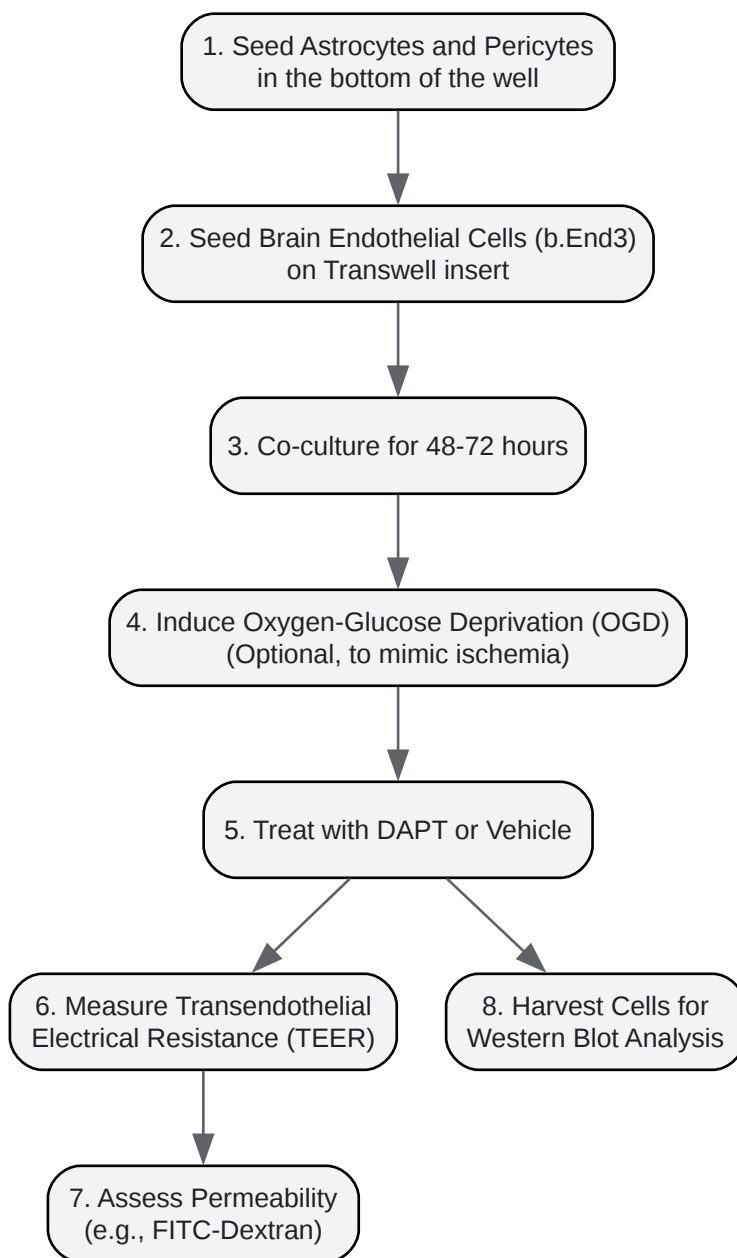 1. Seed Astrocytes and Pericytes
in the bottom of the well
2. Seed Brain Endothelial Cells (b.End3)
on Transwell insert
3. Co-culture for 48-72 hours
4. Induce Oxygen-Glucose Deprivation (OGD)
(Optional, to mimic ischemia)
5. Treat with DAPT or Vehicle
6. Measure Transendothelial
Electrical Resistance (TEER)
8. Harvest Cells for
Western Blot Analysis
7. Assess Permeability
(e.g., FITC-Dextran)